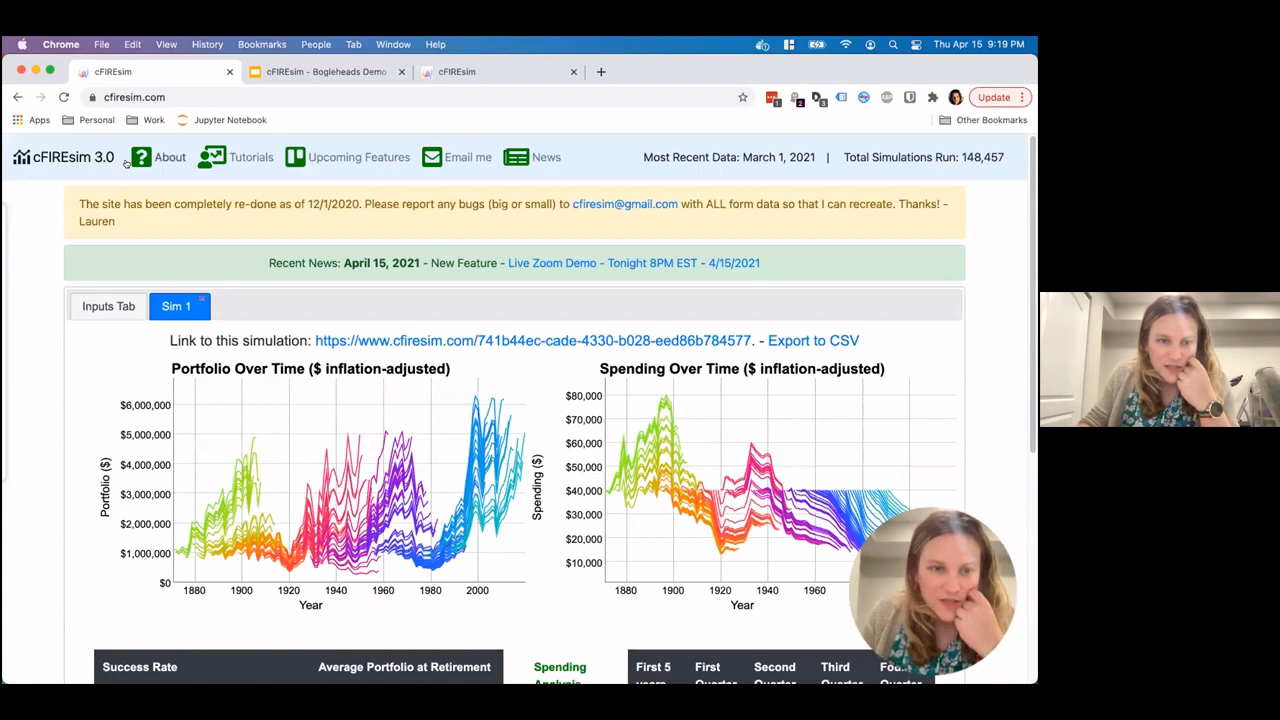 Chrome File Edit View History Bookmarks People Tab Window Help Thu Apr 15 9:19 PM
cFIREsim cFIREsim - Bogleheads Demo cFIREsim
cfiresim.com Update
Apps Personal Work Jupyter Notebook Other Bookmarks
cFIREsim 3.0 About Tutorials Upcoming Features Email me News Most Recent Data: March 1, 2021 | Total Simulations Run: 148,457
The site has been completely re-done as of 12/1/2020. Please report any bugs (big or small) to cfiresim@gmail.com with ALL form data so that I can recreate. Thanks! -
Lauren
Recent News: April 15, 2021 - New Feature - Live Zoom Demo - Tonight 8PM EST - 4/15/2021
Inputs Tab Sim 1
Link to this simulation: https://www.cfiresim.com/741b44ec-cade-4330-b028-eed86b784577. - Export to CSV
Portfolio Over Time ($ inflation-adjusted)
Portfolio ($)
$6,000,000
$5,000,000
$4,000,000
$3,000,000
$2,000,000
$1,000,000
$0
1880 1900 1920 1940 1960 1980 2000
Year
Spending Over Time ($ inflation-adjusted)
Spending ($)
$80,000
$70,000
$60,000
$50,000
$40,000
$30,000
$20,000
$10,000
1880 1900 1920 1940 1960
Year
Success Rate Average Portfolio at Retirement
Spending
First 5 First Second Third
Quarter Quarter Quarter Quarter